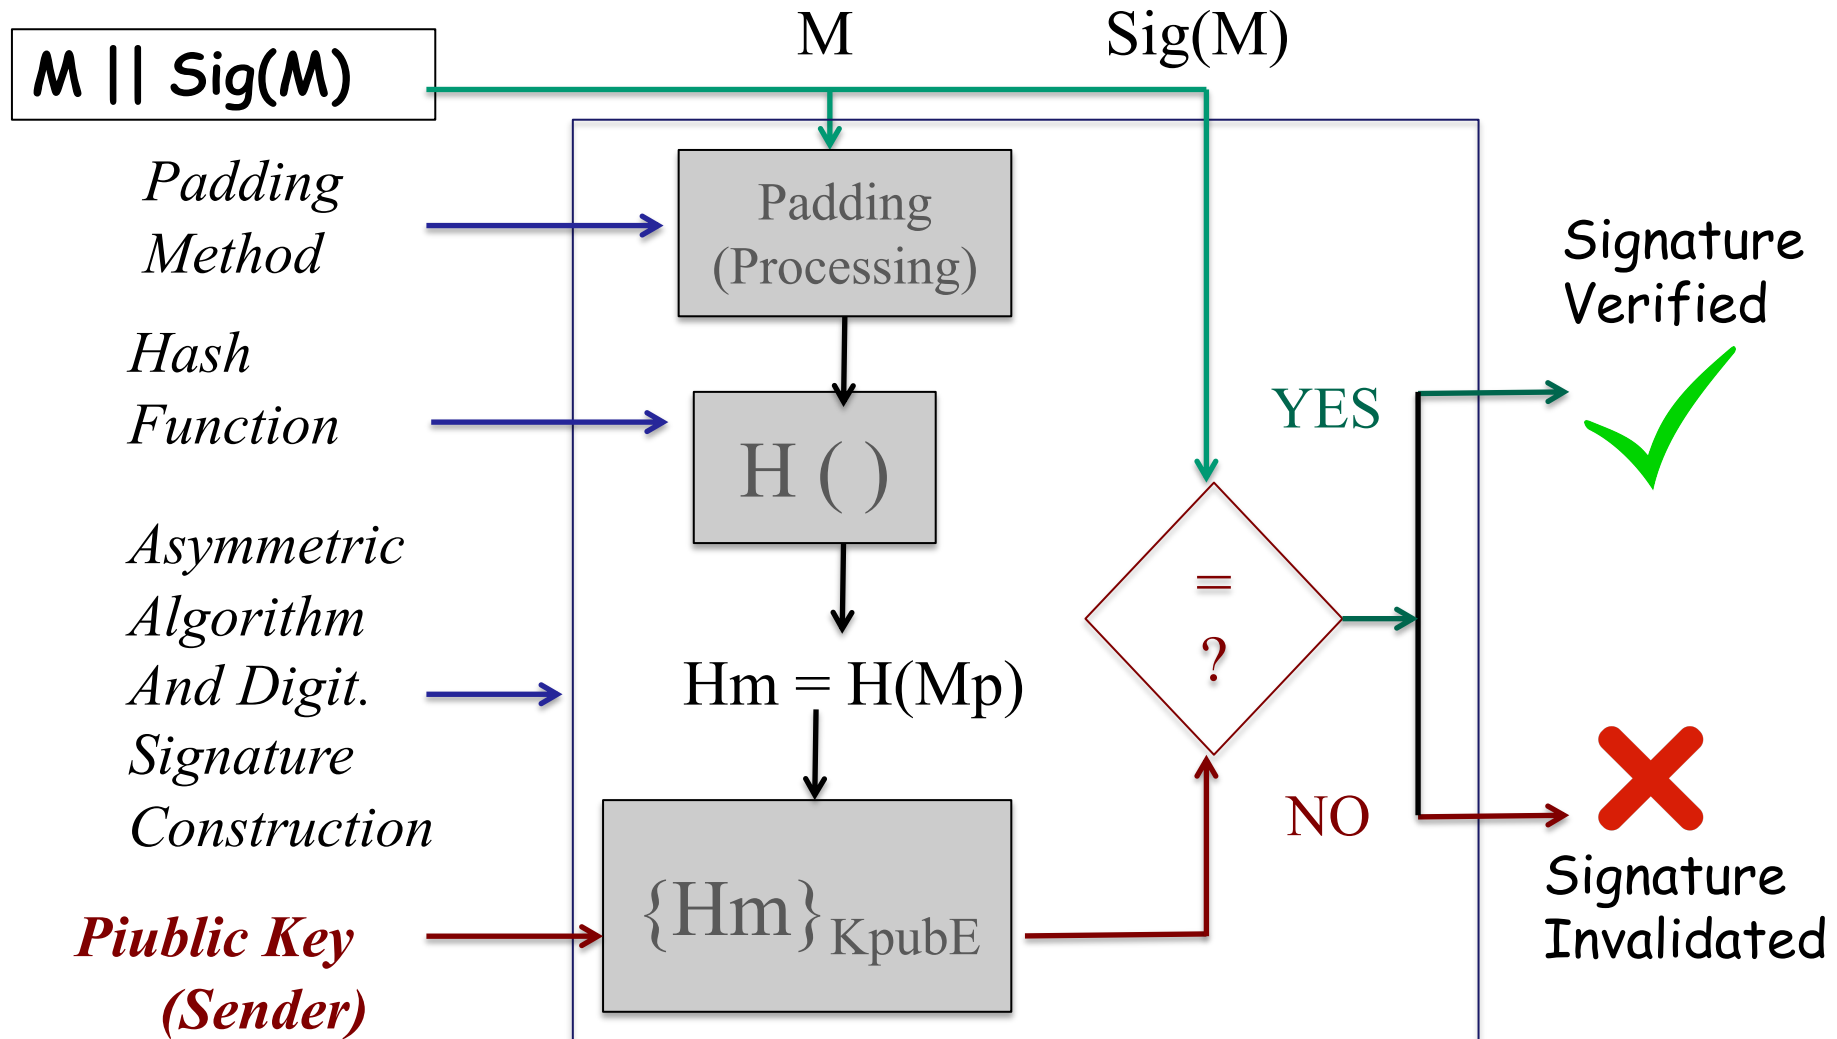 M
Sig(M)
M || Sig(M)
Padding
Method
Padding
(Processing)
Signature
Verified
Hash
Function
YES
H ( )
Asymmetric
Algorithm
And Digit.
Signature
Construction
=
?
Hm = H(Mp)
NO
{Hm}KpubE
Signature
Invalidated
Piublic Key
(Sender)